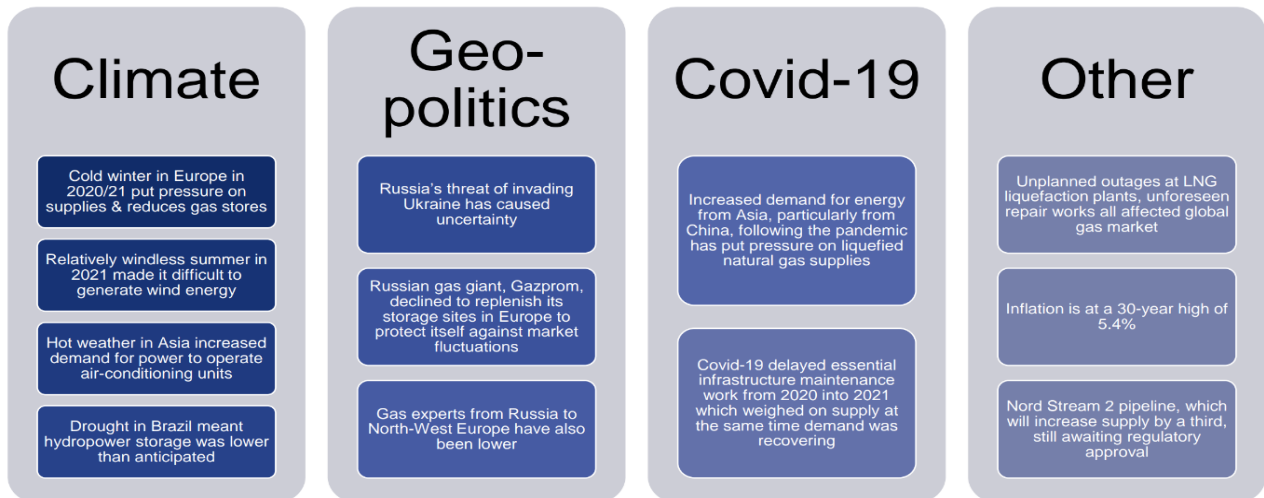 Climate
Cold winter in Europe in
2020/21 put pressure on
supplies & reduces gas stores
Relatively windless summer in
2021 made it difficult to
generate wind energy
Hot weather in Asia increased
demand for power to operate
air-conditioning units
Drought in Brazil meant
hydropower storage was lower
than anticipated
Geo-
politics
Russia’s threat of invading
Ukraine has caused
uncertainty
Russian gas giant, Gazprom,
declined to replenish its
storage sites in Europe to
protect itself against market
fluctuations
Gas experts from Russia to
North-West Europe have also
been lower
Covid-19
Increased demand for energy
from Asia, particularly from
China, following the pandemic
has put pressure on liquefied
natural gas supplies
Covid-19 delayed essential
infrastructure maintenance
work from 2020 into 2021
which weighed on supply at
the same time demand was
recovering
Other
Unplanned outages at LNG
liquefaction plants, unforeseen
repair works all affected global
gas market
Inflation is at a 30-year high of
5.4%
Nord Stream 2 pipeline, which
will increase supply by a third,
still awaiting regulatory
approval